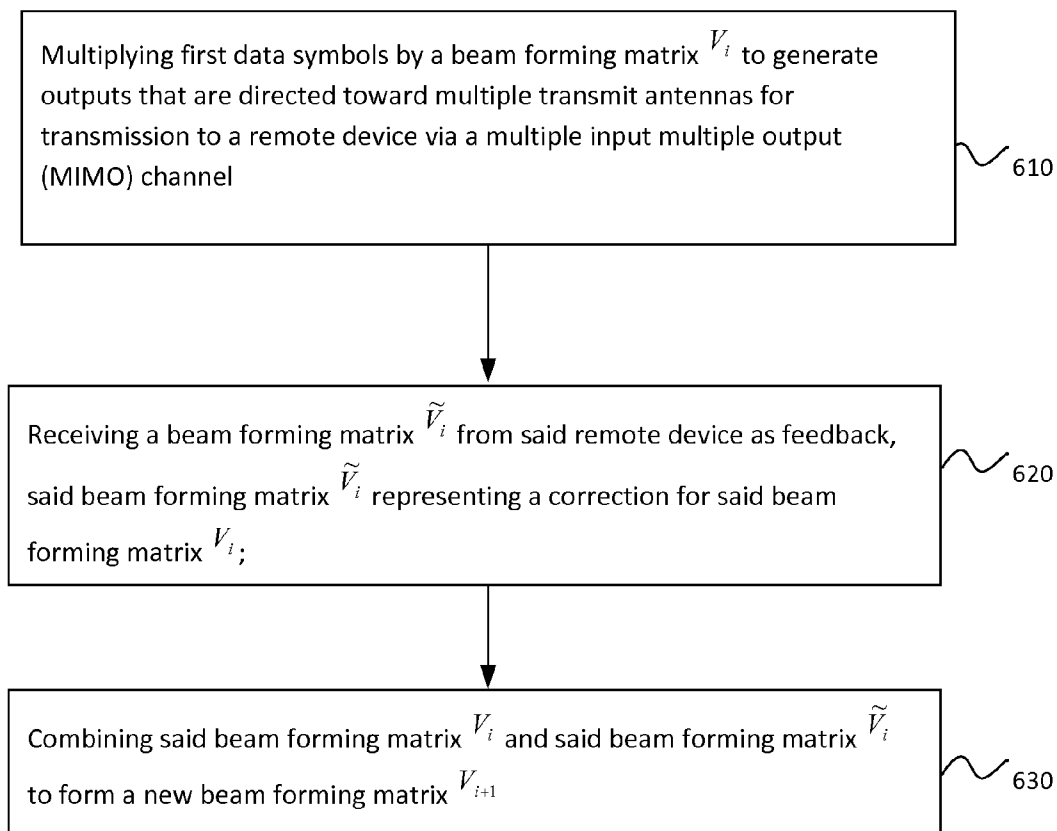 Multiplying first data symbols by a beam forming matrix V_i to generate
outputs that are directed toward multiple transmit antennas for
transmission to a remote device via a multiple input multiple output
(MIMO) channel
610
Receiving a beam forming matrix Ṽ_i from said remote device as feedback,
said beam forming matrix Ṽ_i representing a correction for said beam
forming matrix V_i;
620
Combining said beam forming matrix V_i and said beam forming matrix Ṽ_i
to form a new beam forming matrix V_{i+1}
630